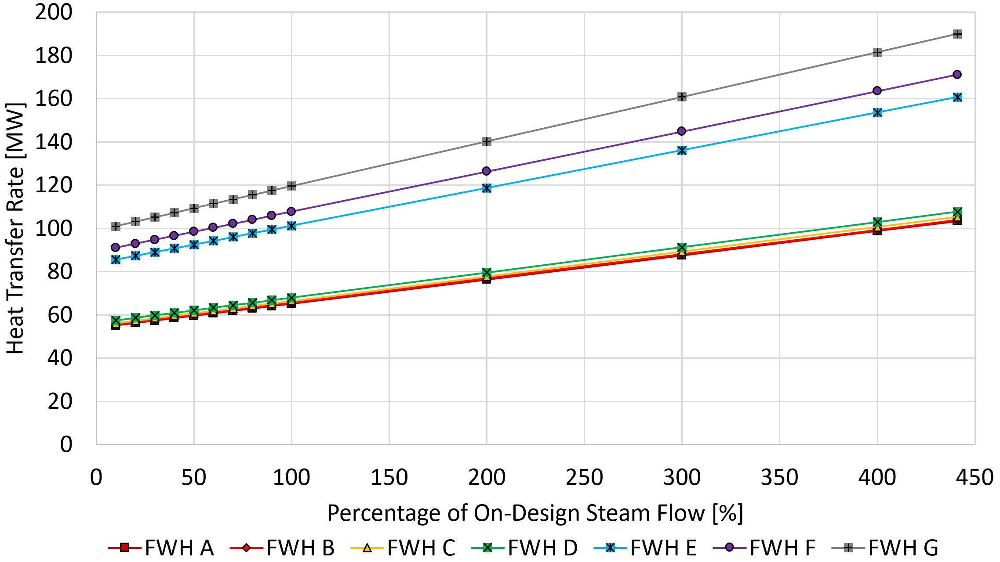 200
180
160
140
120
100
80
60
40
20
0
Heat Transfer Rate [MW]
0 50 100 150 200 250 300 350 400 450
Percentage of On-Design Steam Flow [%]
FWH A FWH B FWH C FWH D FWH E FWH F FWH G